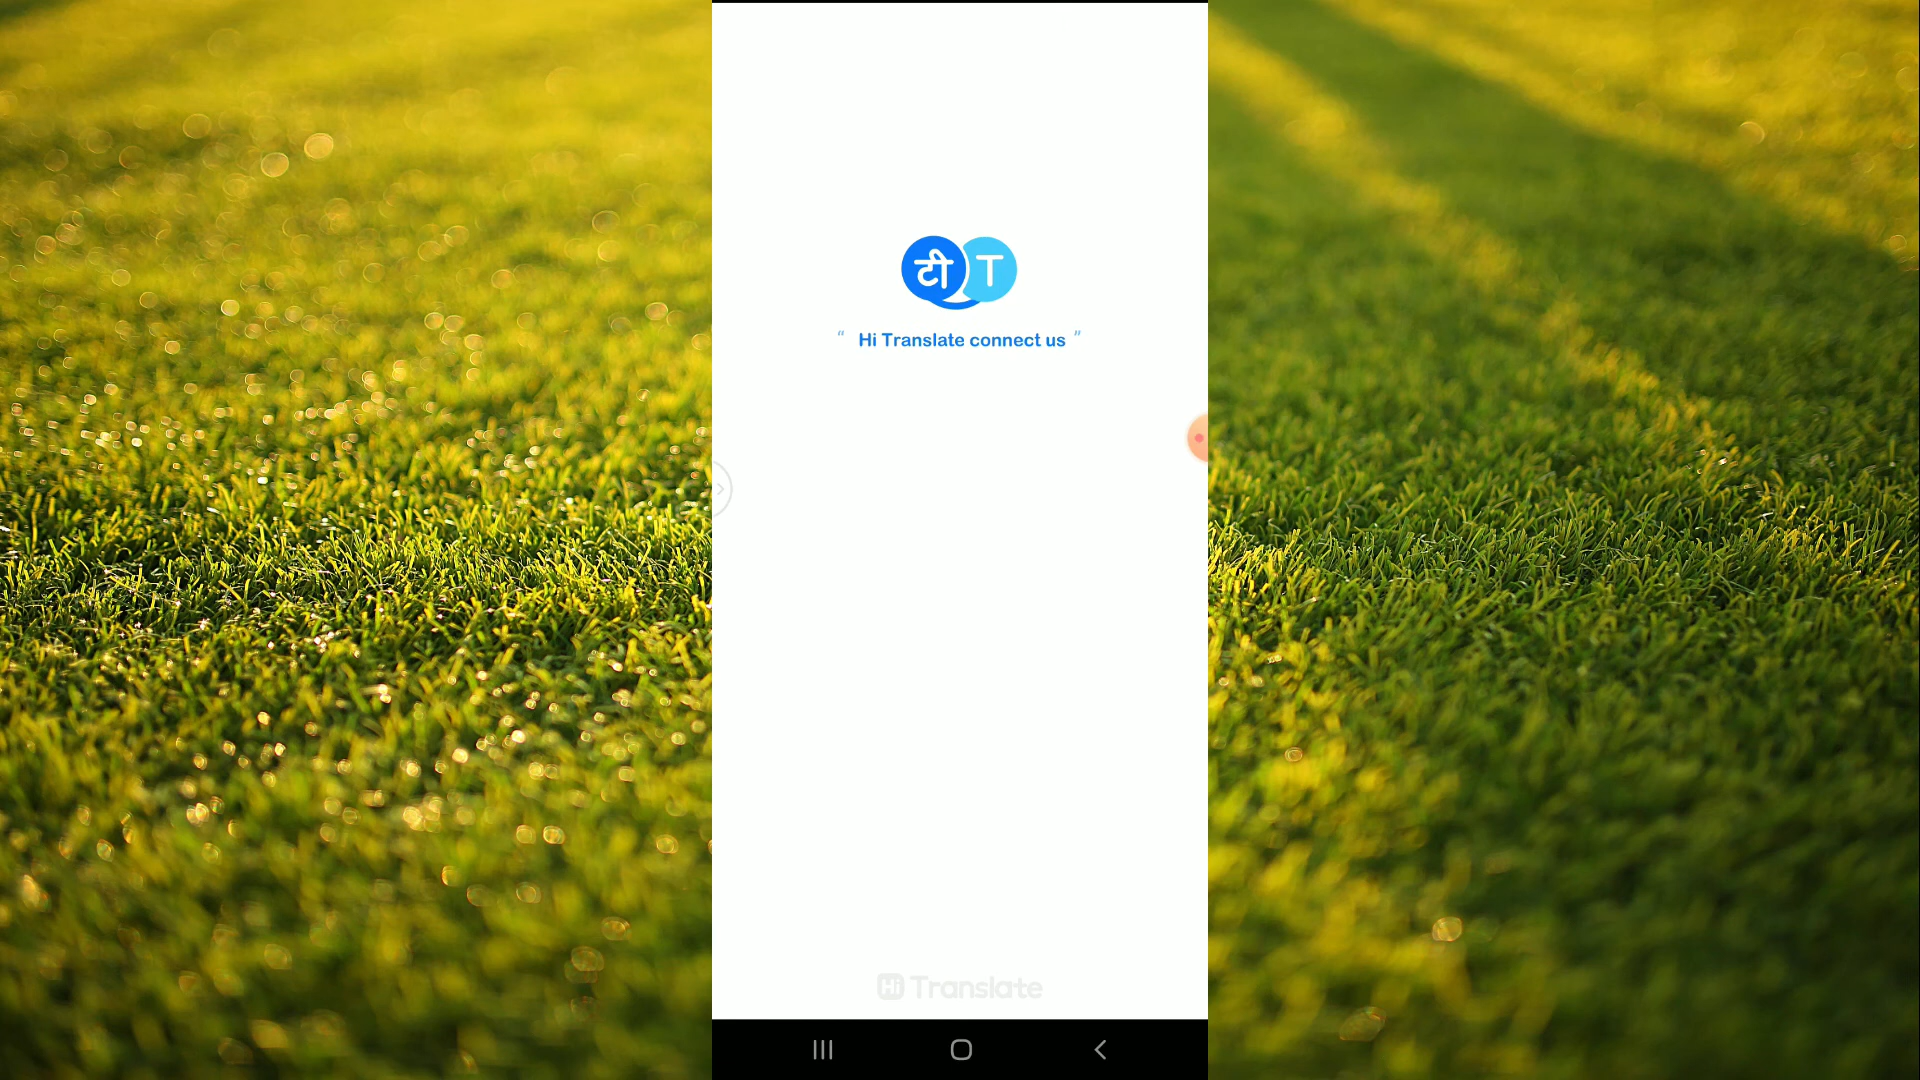 टी T
“ Hi Translate connect us ”
Hi Translate